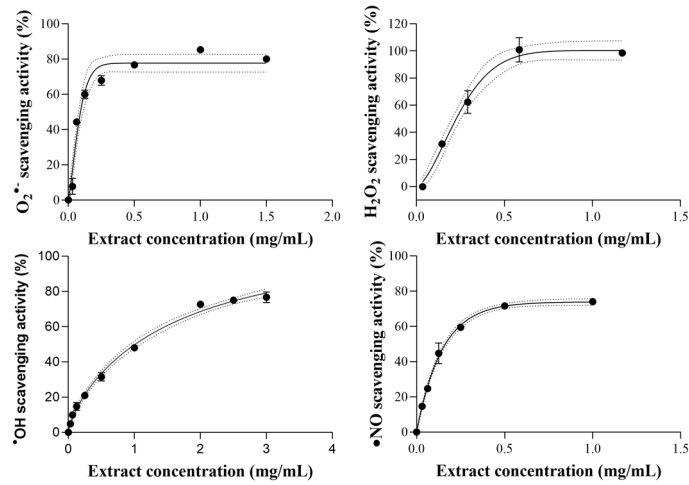 O₂•- scavenging activity (%)
100
80
60
40
20
0
0.0 0.5 1.0 1.5 2.0
Extract concentration (mg/mL)
H₂O₂ scavenging activity (%)
120
100
80
60
40
20
0
0.0 0.5 1.0 1.5
Extract concentration (mg/mL)
•OH scavenging activity (%)
100
80
60
40
20
0
0 1 2 3 4
Extract concentration (mg/mL)
●NO scavenging activity (%)
100
80
60
40
20
0
0.0 0.5 1.0 1.5
Extract concentration (mg/mL)